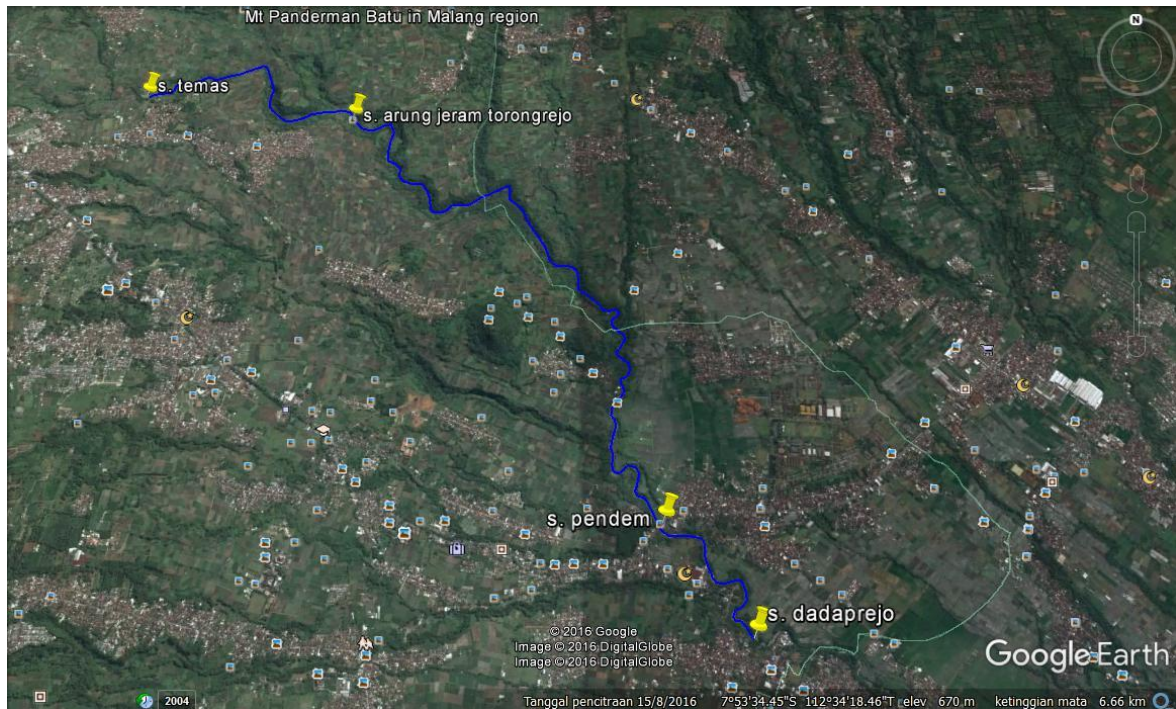 Mt Panderman Batu in Malang region
N
s. temas
s. arung jeram torongrejo
s. pendem
s. dadaprejo
© 2016 Google
Image © 2016 DigitalGlobe
Image © 2016 DigitalGlobe
Google Earth
2004
Tanggal pencitraan 15/8/2016 7°53'34.45"S 112°34'18.46"T elev 670 m ketinggian mata 6.66 km